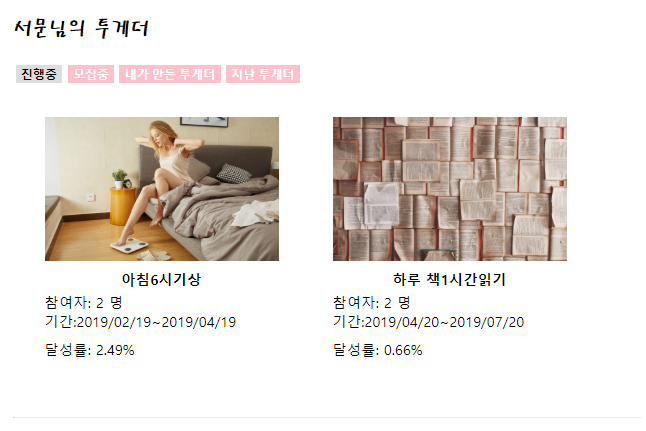 서문님의 투게더
진행중 모집중 내가 만든 투게더 지난 투게더
아침6시기상
참여자: 2 명
기간:2019/02/19~2019/04/19
달성률: 2.49%
하루 책1시간읽기
참여자: 2 명
기간:2019/04/20~2019/07/20
달성률: 0.66%